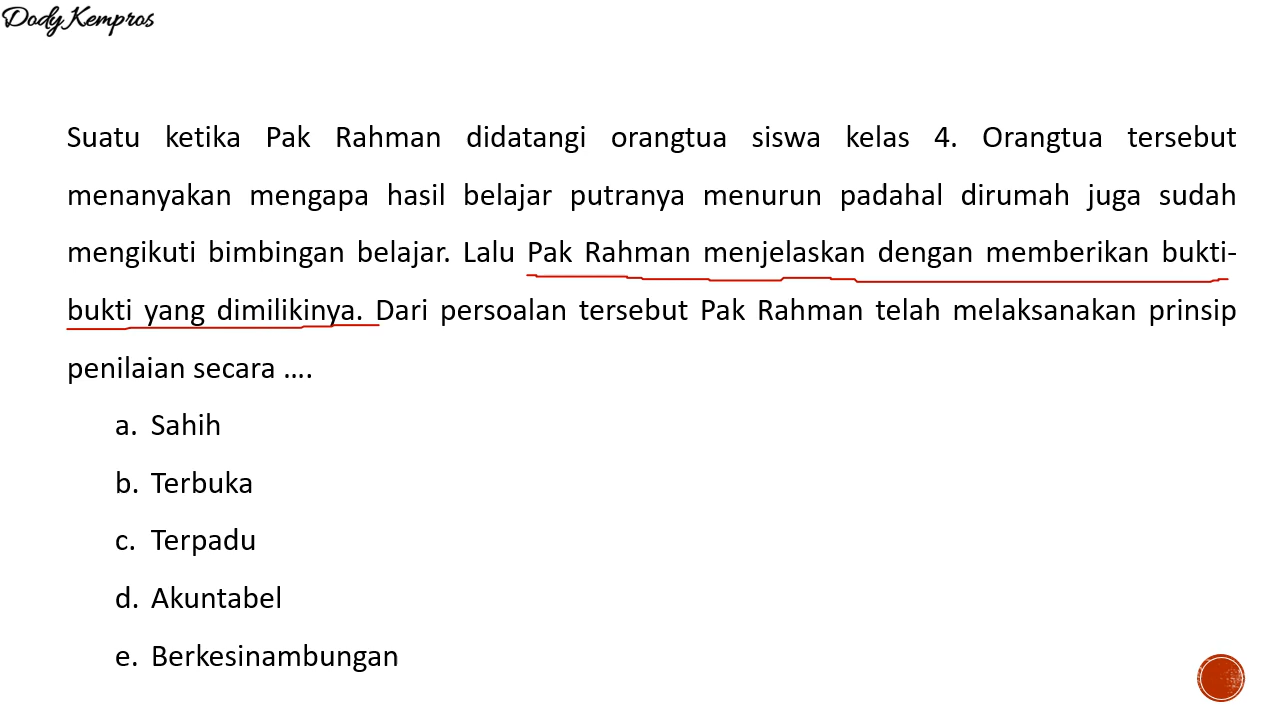 Dody Kempros
Suatu ketika Pak Rahman didatangi orangtua siswa kelas 4. Orangtua tersebut
menanyakan mengapa hasil belajar putranya menurun padahal dirumah juga sudah
mengikuti bimbingan belajar. Lalu Pak Rahman menjelaskan dengan memberikan bukti-
bukti yang dimilikinya. Dari persoalan tersebut Pak Rahman telah melaksanakan prinsip
penilaian secara ....
a. Sahih
b. Terbuka
c. Terpadu
d. Akuntabel
e. Berkesinambungan